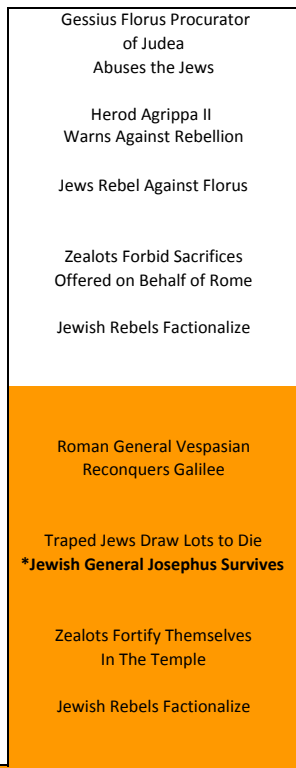 Gessius Florus Procurator
of Judea
Abuses the Jews
Herod Agrippa II
Warns Against Rebellion
Jews Rebel Against Florus
Zealots Forbid Sacrifices
Offered on Behalf of Rome
Jewish Rebels Factionalize
Roman General Vespasian
Reconquers Galilee
Traped Jews Draw Lots to Die
*Jewish General Josephus Survives
Zealots Fortify Themselves
In The Temple
Jewish Rebels Factionalize